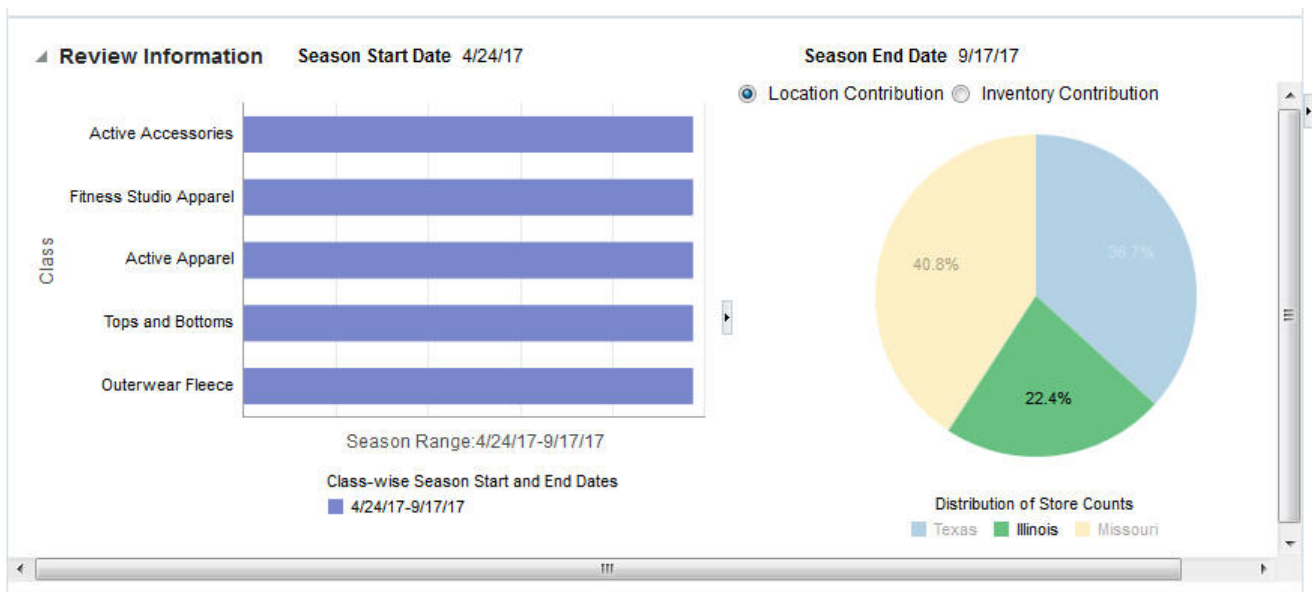 Review Information Season Start Date 4/24/17 Season End Date 9/17/17
Location Contribution Inventory Contribution
Class
Active Accessories
Fitness Studio Apparel
Active Apparel
Tops and Bottoms
Outerwear Fleece
Season Range:4/24/17-9/17/17
Class-wise Season Start and End Dates
4/24/17-9/17/17
36.7%
40.8%
22.4%
Distribution of Store Counts
Texas Illinois Missouri